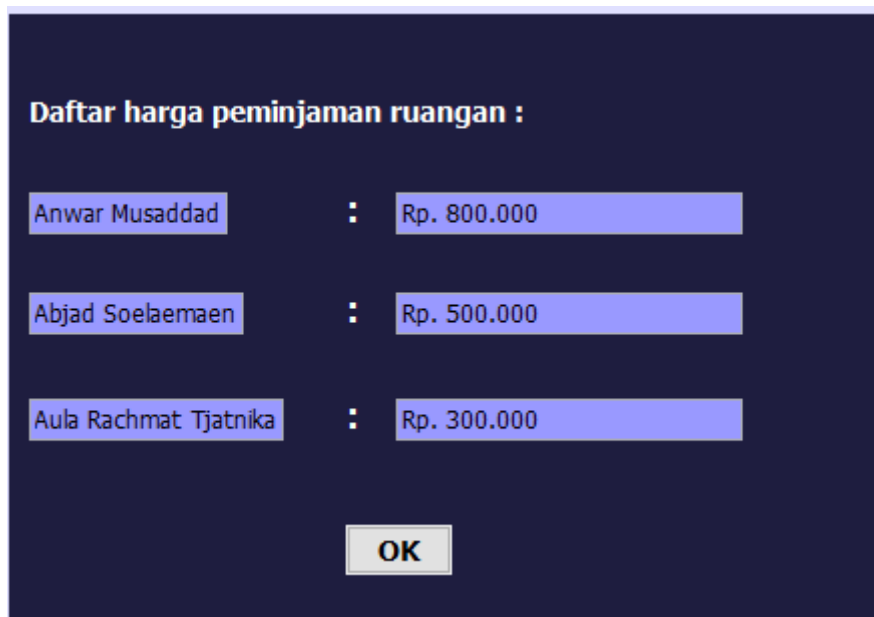 Daftar harga peminjaman ruangan :
Anwar Musaddad : Rp. 800.000
Abjad Soelaemaen : Rp. 500.000
Aula Rachmat Tjatnika : Rp. 300.000
OK